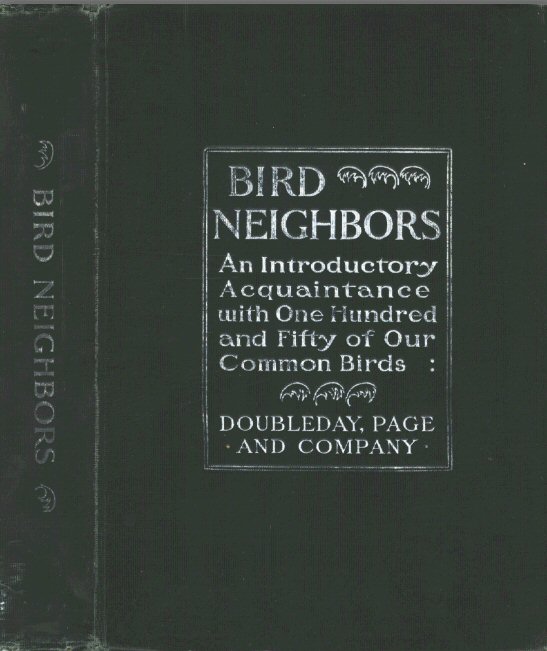 BIRD NEIGHBORS
BIRD
NEIGHBORS
An Introductory
Acquaintance
with One Hundred
and Fifty of Our
Common Birds :
DOUBLEDAY, PAGE
· AND COMPANY ·